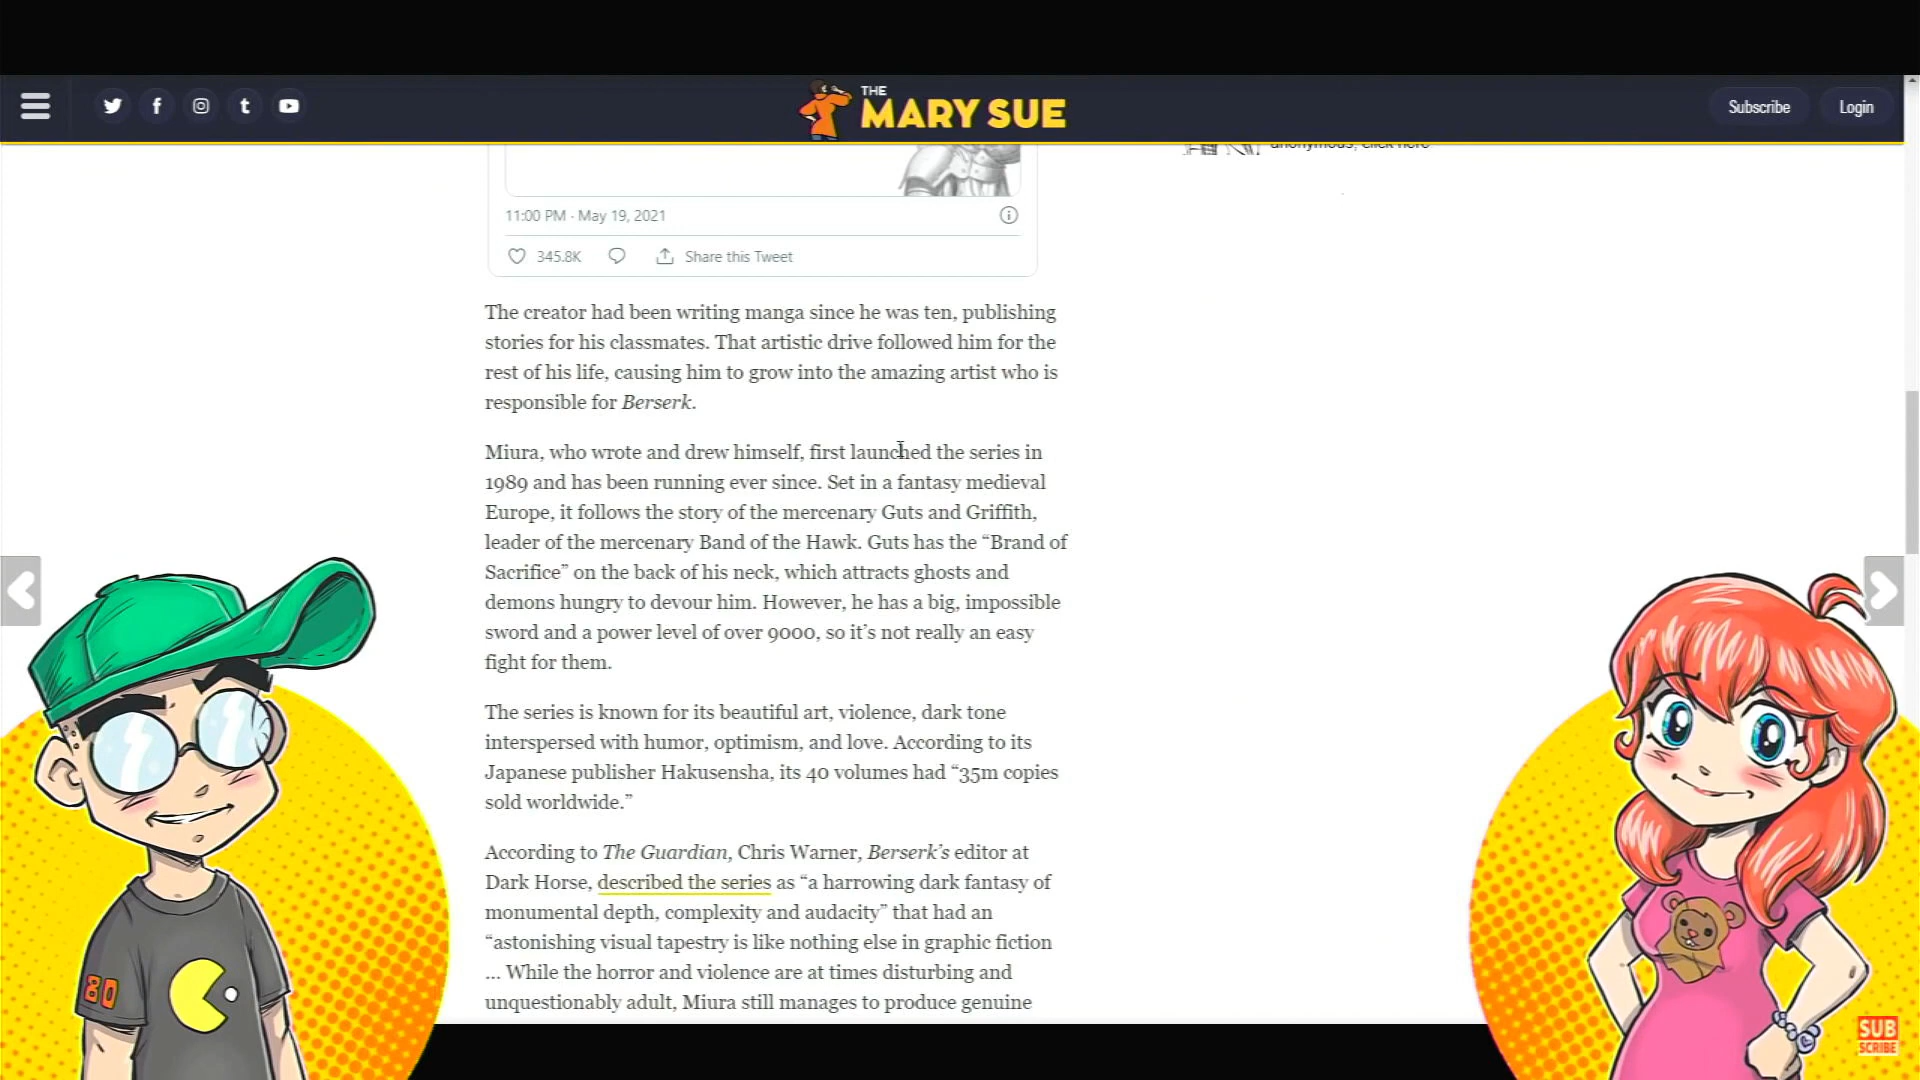 THE
MARY SUE
Subscribe
Login
anonymous, click here
11:00 PM · May 19, 2021
345.8K
Share this Tweet
The creator had been writing manga since he was ten, publishing
stories for his classmates. That artistic drive followed him for the
rest of his life, causing him to grow into the amazing artist who is
responsible for Berserk.
Miura, who wrote and drew himself, first launched the series in
1989 and has been running ever since. Set in a fantasy medieval
Europe, it follows the story of the mercenary Guts and Griffith,
leader of the mercenary Band of the Hawk. Guts has the “Brand of
Sacrifice” on the back of his neck, which attracts ghosts and
demons hungry to devour him. However, he has a big, impossible
sword and a power level of over 9000, so it’s not really an easy
fight for them.
The series is known for its beautiful art, violence, dark tone
interspersed with humor, optimism, and love. According to its
Japanese publisher Hakusensha, its 40 volumes had “35m copies
sold worldwide.”
According to The Guardian, Chris Warner, Berserk’s editor at
Dark Horse, described the series as “a harrowing dark fantasy of
monumental depth, complexity and audacity” that had an
“astonishing visual tapestry is like nothing else in graphic fiction
... While the horror and violence are at times disturbing and
unquestionably adult, Miura still manages to produce genuine
80
SUB
SCRIBE